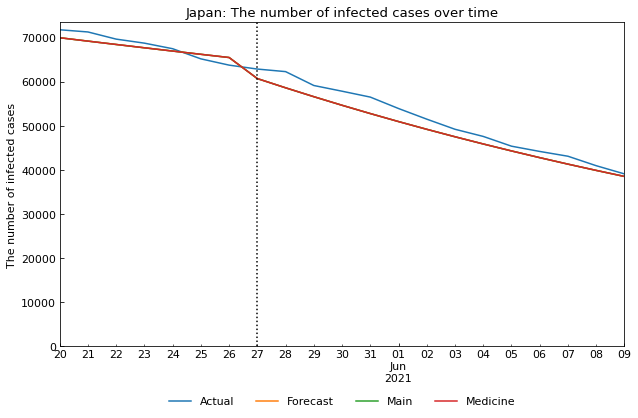 Japan: The number of infected cases over time
The number of infected cases
70000
60000
50000
40000
30000
20000
10000
0
20 21 22 23 24 25 26 27 28 29 30 31 01 02 03 04 05 06 07 08 09
Jun
2021
Actual Forecast Main Medicine